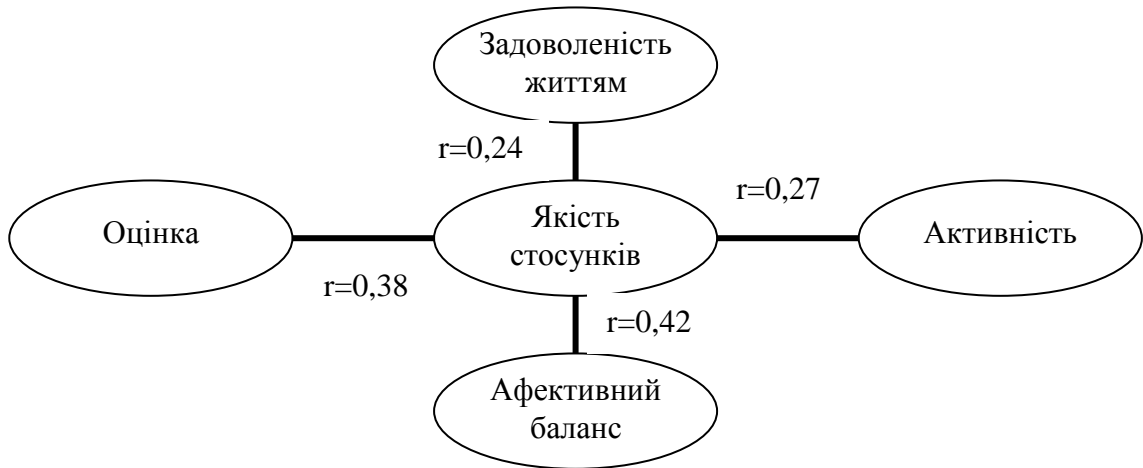 Задоволеність
життям
r=0,24
r=0,27
Оцінка
Якість
стосунків
Активність
r=0,38
r=0,42
Афективний
баланс